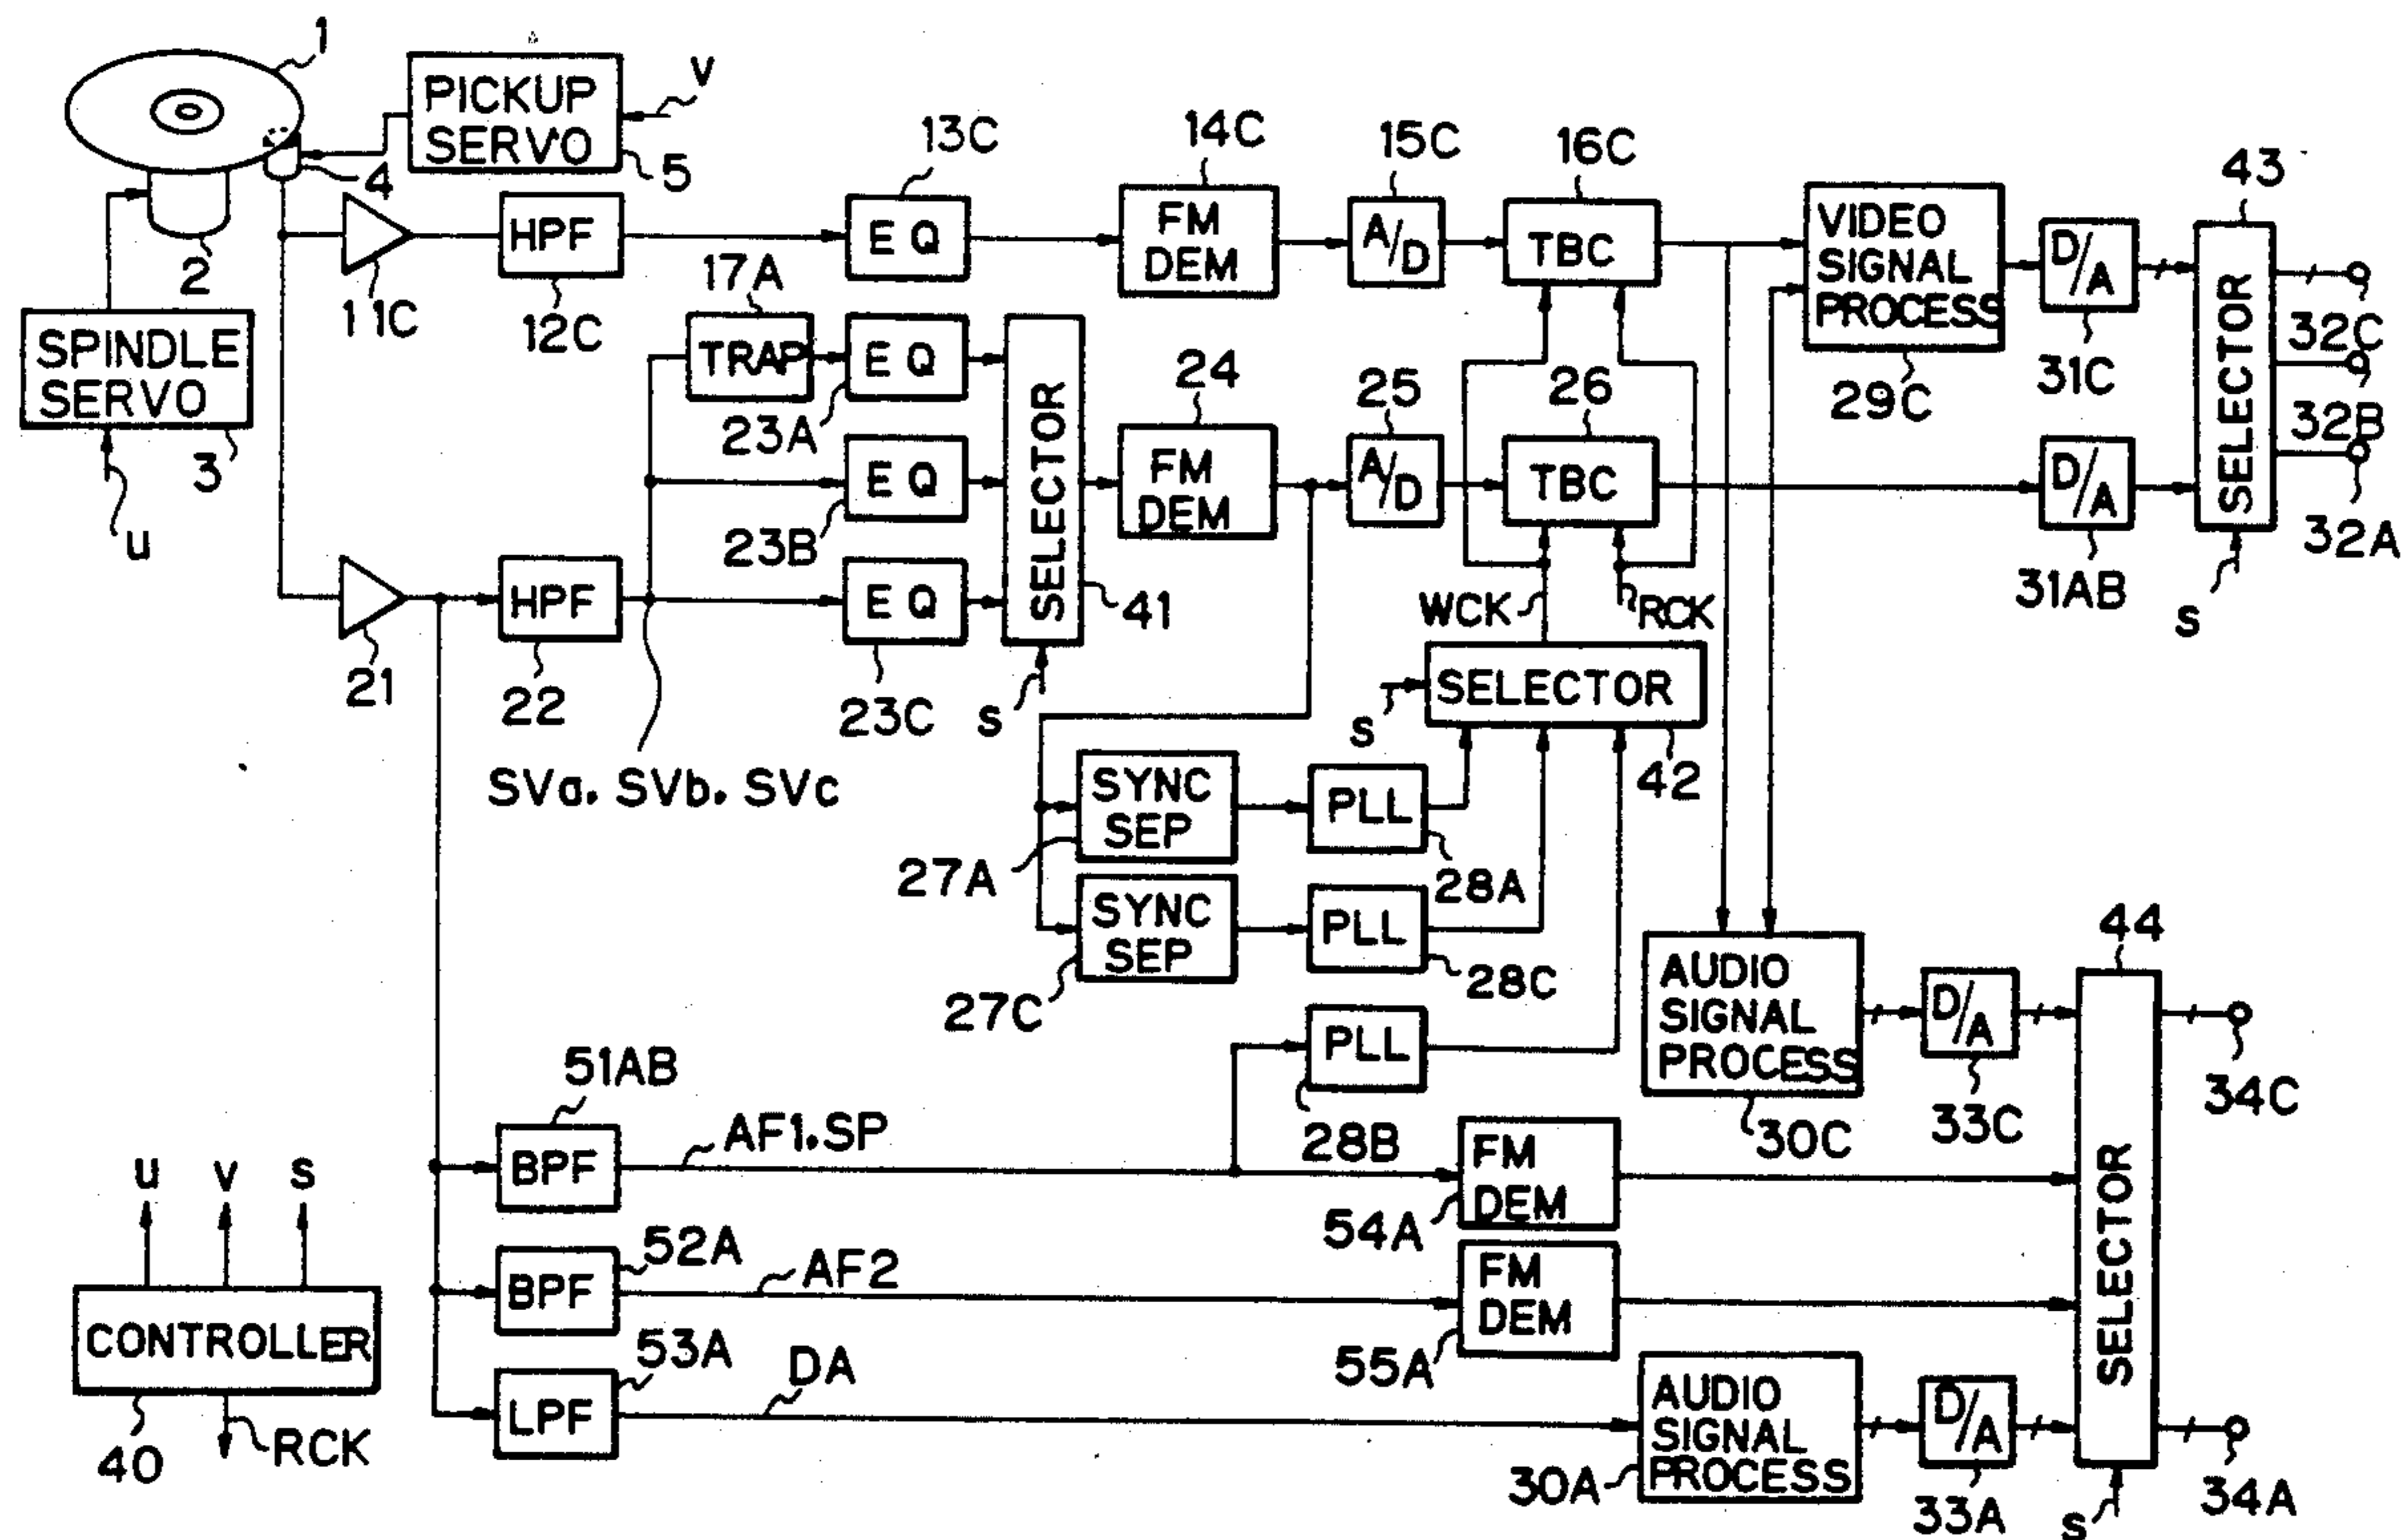 1
PICKUP
SERVO
v
5
4
2
SPINDLE
SERVO
3
u
11C
HPF
12C
13C
EQ
14C
FM
DEM
15C
A/D
16C
TBC
VIDEO
SIGNAL
PROCESS
29C
D/A
31C
43
SELECTOR
32C
32B
32A
s
17A
TRAP
EQ
23A
EQ
23B
EQ
23C
SELECTOR
41
s
24
FM
DEM
25
A/D
26
TBC
D/A
31AB
WCK
RCK
21
HPF
22
SVa. SVb. SVc
s
SELECTOR
42
SYNC
SEP
27A
PLL
28A
SYNC
SEP
27C
PLL
28C
PLL
28B
AUDIO
SIGNAL
PROCESS
30C
D/A
33C
44
SELECTOR
34C
51AB
BPF
AF1.SP
FM
DEM
54A
52A
BPF
AF2
FM
DEM
55A
53A
LPF
DA
AUDIO
SIGNAL
PROCESS
30A
D/A
33A
34A
s
u
v
s
CONTROLLER
40
RCK